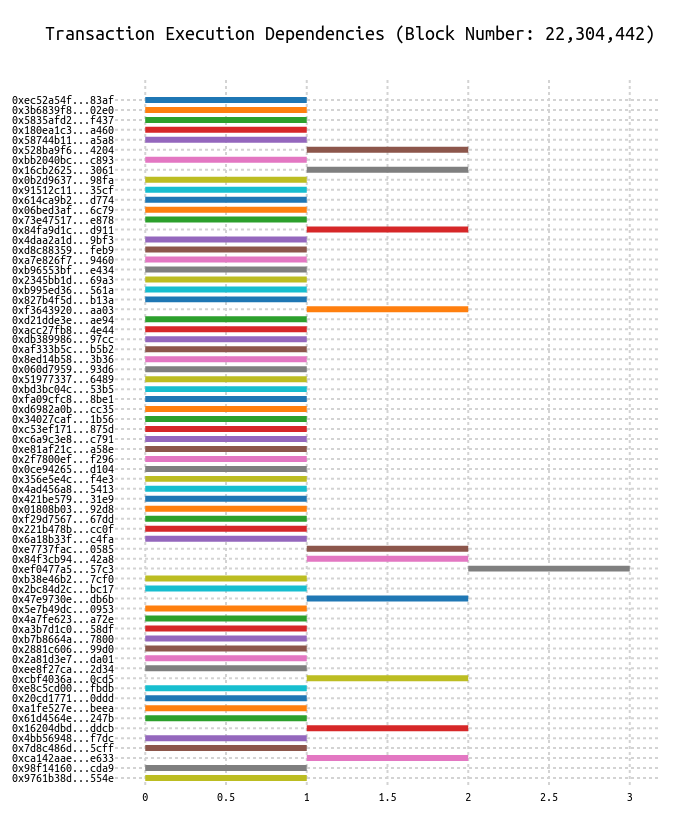 Transaction Execution Dependencies (Block Number: 22,304,442)
0xec52a54f...83af
0x3b6839f8...02e0
0x5835afd2...f437
0x180ea1c3...a460
0x58744b11...a5a8
0x528ba9f6...4204
0xbb2040bc...c893
0x16cb2625...3061
0x0b2d9637...98fa
0x91512c11...35cf
0x614ca9b2...d774
0x06bed3af...6c79
0x73e47517...e878
0x84fa9d1c...d911
0x4daa2a1d...9bf3
0xd8c88359...feb9
0xa7e826f7...9460
0xb96553bf...e434
0x2345bb1d...69a3
0xb995ed36...561a
0x827b4f5d...b13a
0xf3643920...aa03
0xd21dde3e...ae94
0xacc27fb8...4e44
0xdb389986...97cc
0xaf333b5c...b5b2
0x8ed14b58...3b36
0x060d7959...93d6
0x51977337...6489
0xbd3bc04c...53b5
0xfa09cfc8...8be1
0xd6982a0b...cc35
0x34027caf...1b56
0xc53ef171...875d
0xc6a9c3e8...c791
0xe81af21c...a58e
0x2f7800ef...f296
0x0ce94265...d104
0x356e5e4c...f4e3
0x4ad456a8...5413
0x421be579...31e9
0x01808b03...92d8
0xf29d7567...67dd
0x221b478b...cc0f
0x6a18b33f...c4fa
0xe7737fac...0585
0x84f3cb94...42a8
0xef0477a5...57c3
0xb38e46b2...7cf0
0x2bc84d2c...bc17
0x47e9730e...db6b
0x5e7b49dc...0953
0x4a7fe623...a72e
0xa3b7d1c0...58df
0xb7b8664a...7800
0x2881c606...99d0
0x2a81d3e7...da01
0xee8f27ca...2d34
0xcbf4036a...0cd5
0xe8c5cd00...fbdb
0x20cd1771...0ddd
0xa1fe527e...beea
0x61d4564e...247b
0x16204dbd...ddcb
0x4bb56948...f7dc
0x7d8c486d...5cff
0xca142aae...e633
0x98f14160...cda9
0x9761b38d...554e
0 0.5 1 1.5 2 2.5 3